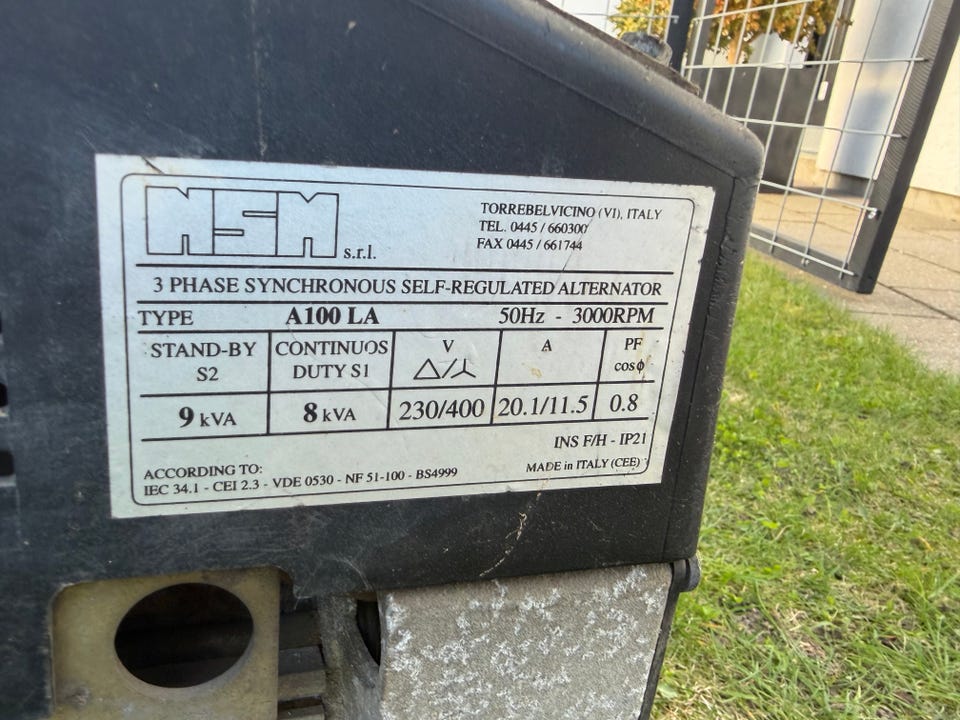 NSM s.r.l.
TORREBELVICINO (VI), ITALY
TEL. 0445 / 660300
FAX 0445 / 661744
3 PHASE SYNCHRONOUS SELF-REGULATED ALTERNATOR
TYPE A100 LA 50Hz - 3000RPM
STAND-BY S2
CONTINUOS DUTY S1
V △/⅄
A
PF cosϕ
9 kVA 8 kVA 230/400 20.1/11.5 0.8
INS F/H - IP21
ACCORDING TO:
IEC 34.1 - CEI 2.3 - VDE 0530 - NF 51-100 - BS4999
MADE in ITALY (CEE)